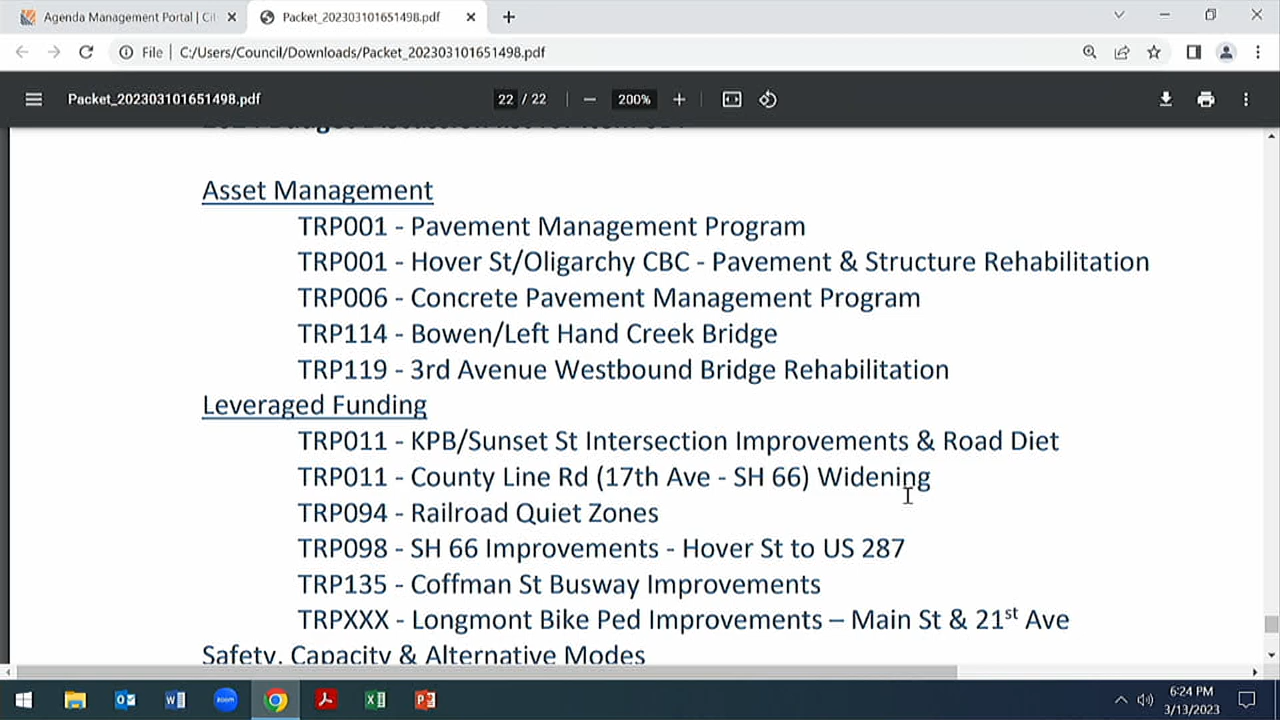 Agenda Management Portal | Cit
Packet_202303101651498.pdf
File | C:/Users/Council/Downloads/Packet_202303101651498.pdf
Packet_202303101651498.pdf
22 / 22
200%
Asset Management
TRP001 - Pavement Management Program
TRP001 - Hover St/Oligarchy CBC - Pavement & Structure Rehabilitation
TRP006 - Concrete Pavement Management Program
TRP114 - Bowen/Left Hand Creek Bridge
TRP119 - 3rd Avenue Westbound Bridge Rehabilitation
Leveraged Funding
TRP011 - KPB/Sunset St Intersection Improvements & Road Diet
TRP011 - County Line Rd (17th Ave - SH 66) Widening
TRP094 - Railroad Quiet Zones
TRP098 - SH 66 Improvements - Hover St to US 287
TRP135 - Coffman St Busway Improvements
TRPXXX - Longmont Bike Ped Improvements – Main St & 21st Ave
Safety, Capacity & Alternative Modes
zoom
6:24 PM
3/13/2023